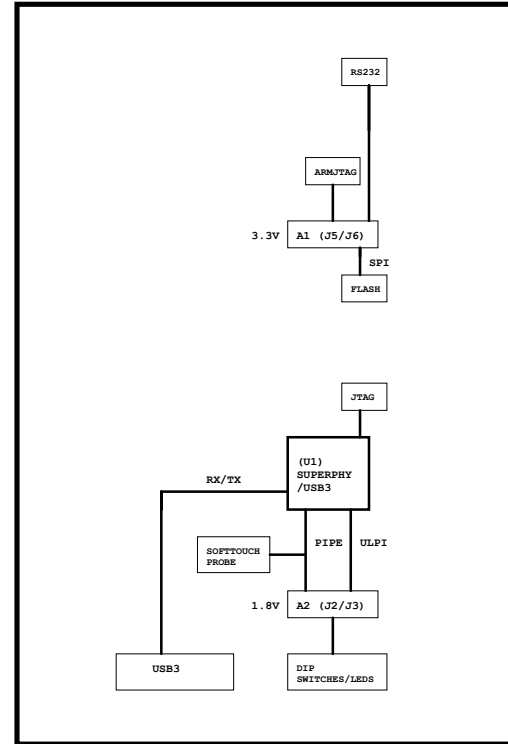 RS232
ARMJTAG
3.3V A1 (J5/J6)
SPI
FLASH
JTAG
(U1)
SUPERPHY
/USB3
RX/TX
PIPE ULPI
SOFTTOUCH
PROBE
1.8V A2 (J2/J3)
USB3
DIP
SWITCHES/LEDS